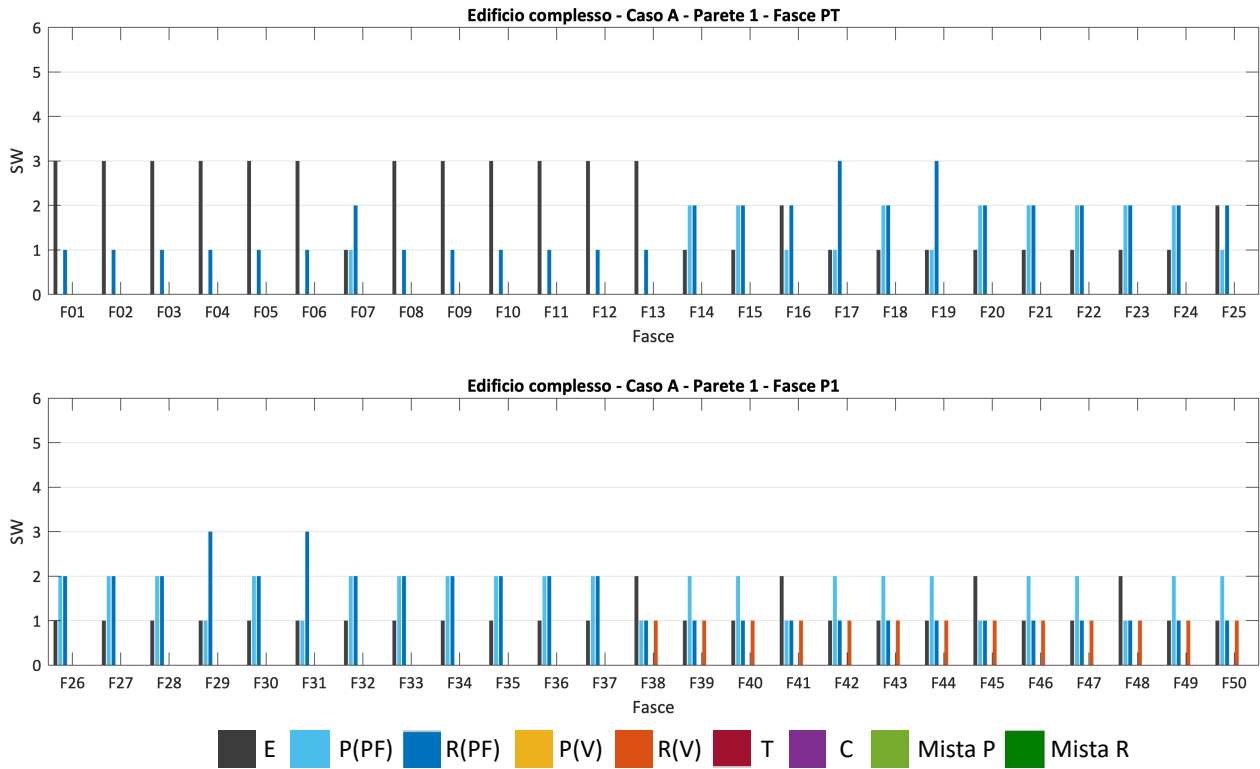 Edificio complesso - Caso A - Parete 1 - Fasce PT
6
5
4
3
2
1
0
SW
F01 F02 F03 F04 F05 F06 F07 F08 F09 F10 F11 F12 F13 F14 F15 F16 F17 F18 F19 F20 F21 F22 F23 F24 F25
Fasce
Edificio complesso - Caso A - Parete 1 - Fasce P1
6
5
4
3
2
1
0
SW
F26 F27 F28 F29 F30 F31 F32 F33 F34 F35 F36 F37 F38 F39 F40 F41 F42 F43 F44 F45 F46 F47 F48 F49 F50
Fasce
E P(PF) R(PF) P(V) R(V) T C Mista P Mista R